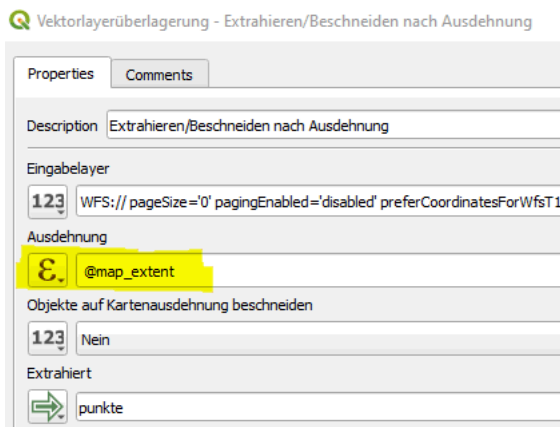 Vektorlayerüberlagerung - Extrahieren/Beschneiden nach Ausdehnung
Properties Comments
Description Extrahieren/Beschneiden nach Ausdehnung
Eingabelayer
123 WFS:// pageSize='0' pagingEnabled='disabled' preferCoordinatesForWfsT1
Ausdehnung
ε @map_extent
Objekte auf Kartenausdehnung beschneiden
123 Nein
Extrahiert
punkte